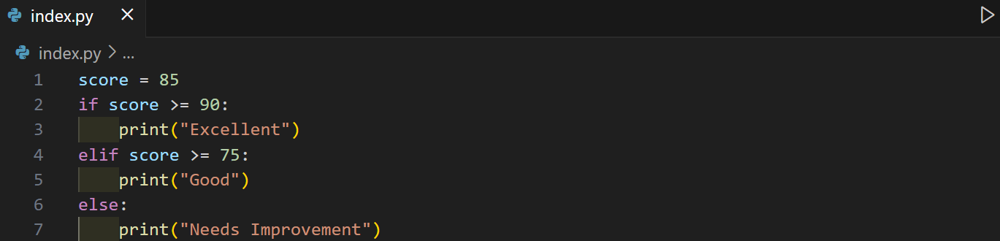 index.py ×
index.py > ...
1 score = 85
2 if score >= 90:
3     print("Excellent")
4 elif score >= 75:
5     print("Good")
6 else:
7     print("Needs Improvement")